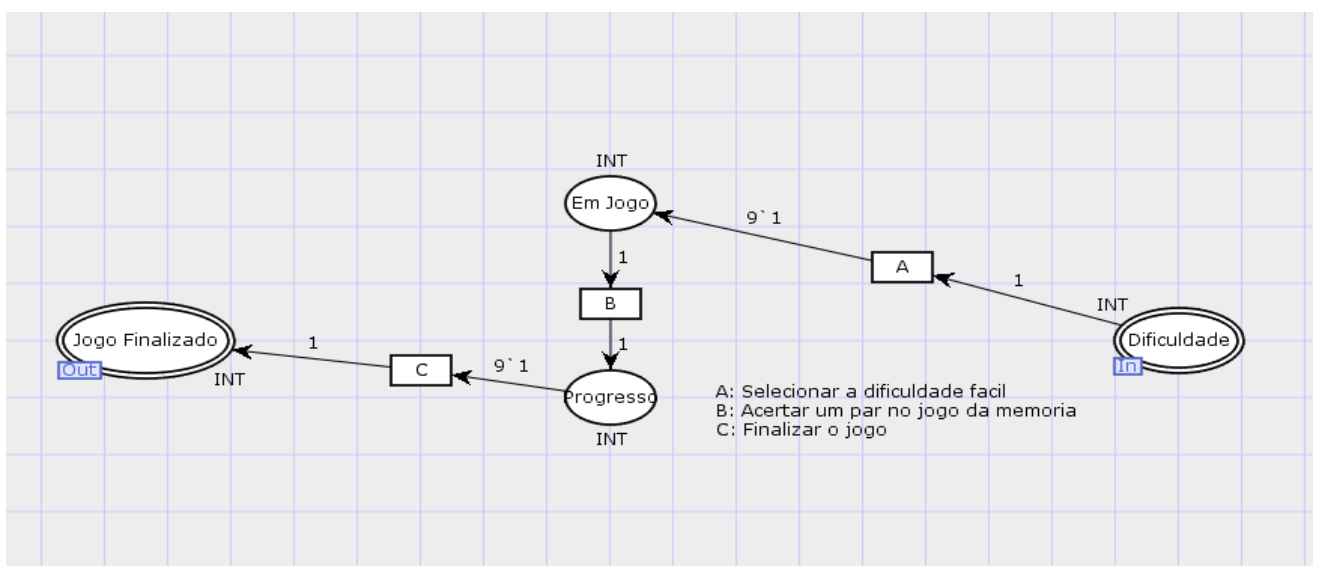 INT
Em Jogo
9`1
1
A
1
INT
B
Dificuldade
In
Jogo Finalizado
Out
INT
1
1
C
9`1
Progresso
INT
A: Selecionar a dificuldade facil
B: Acertar um par no jogo da memoria
C: Finalizar o jogo